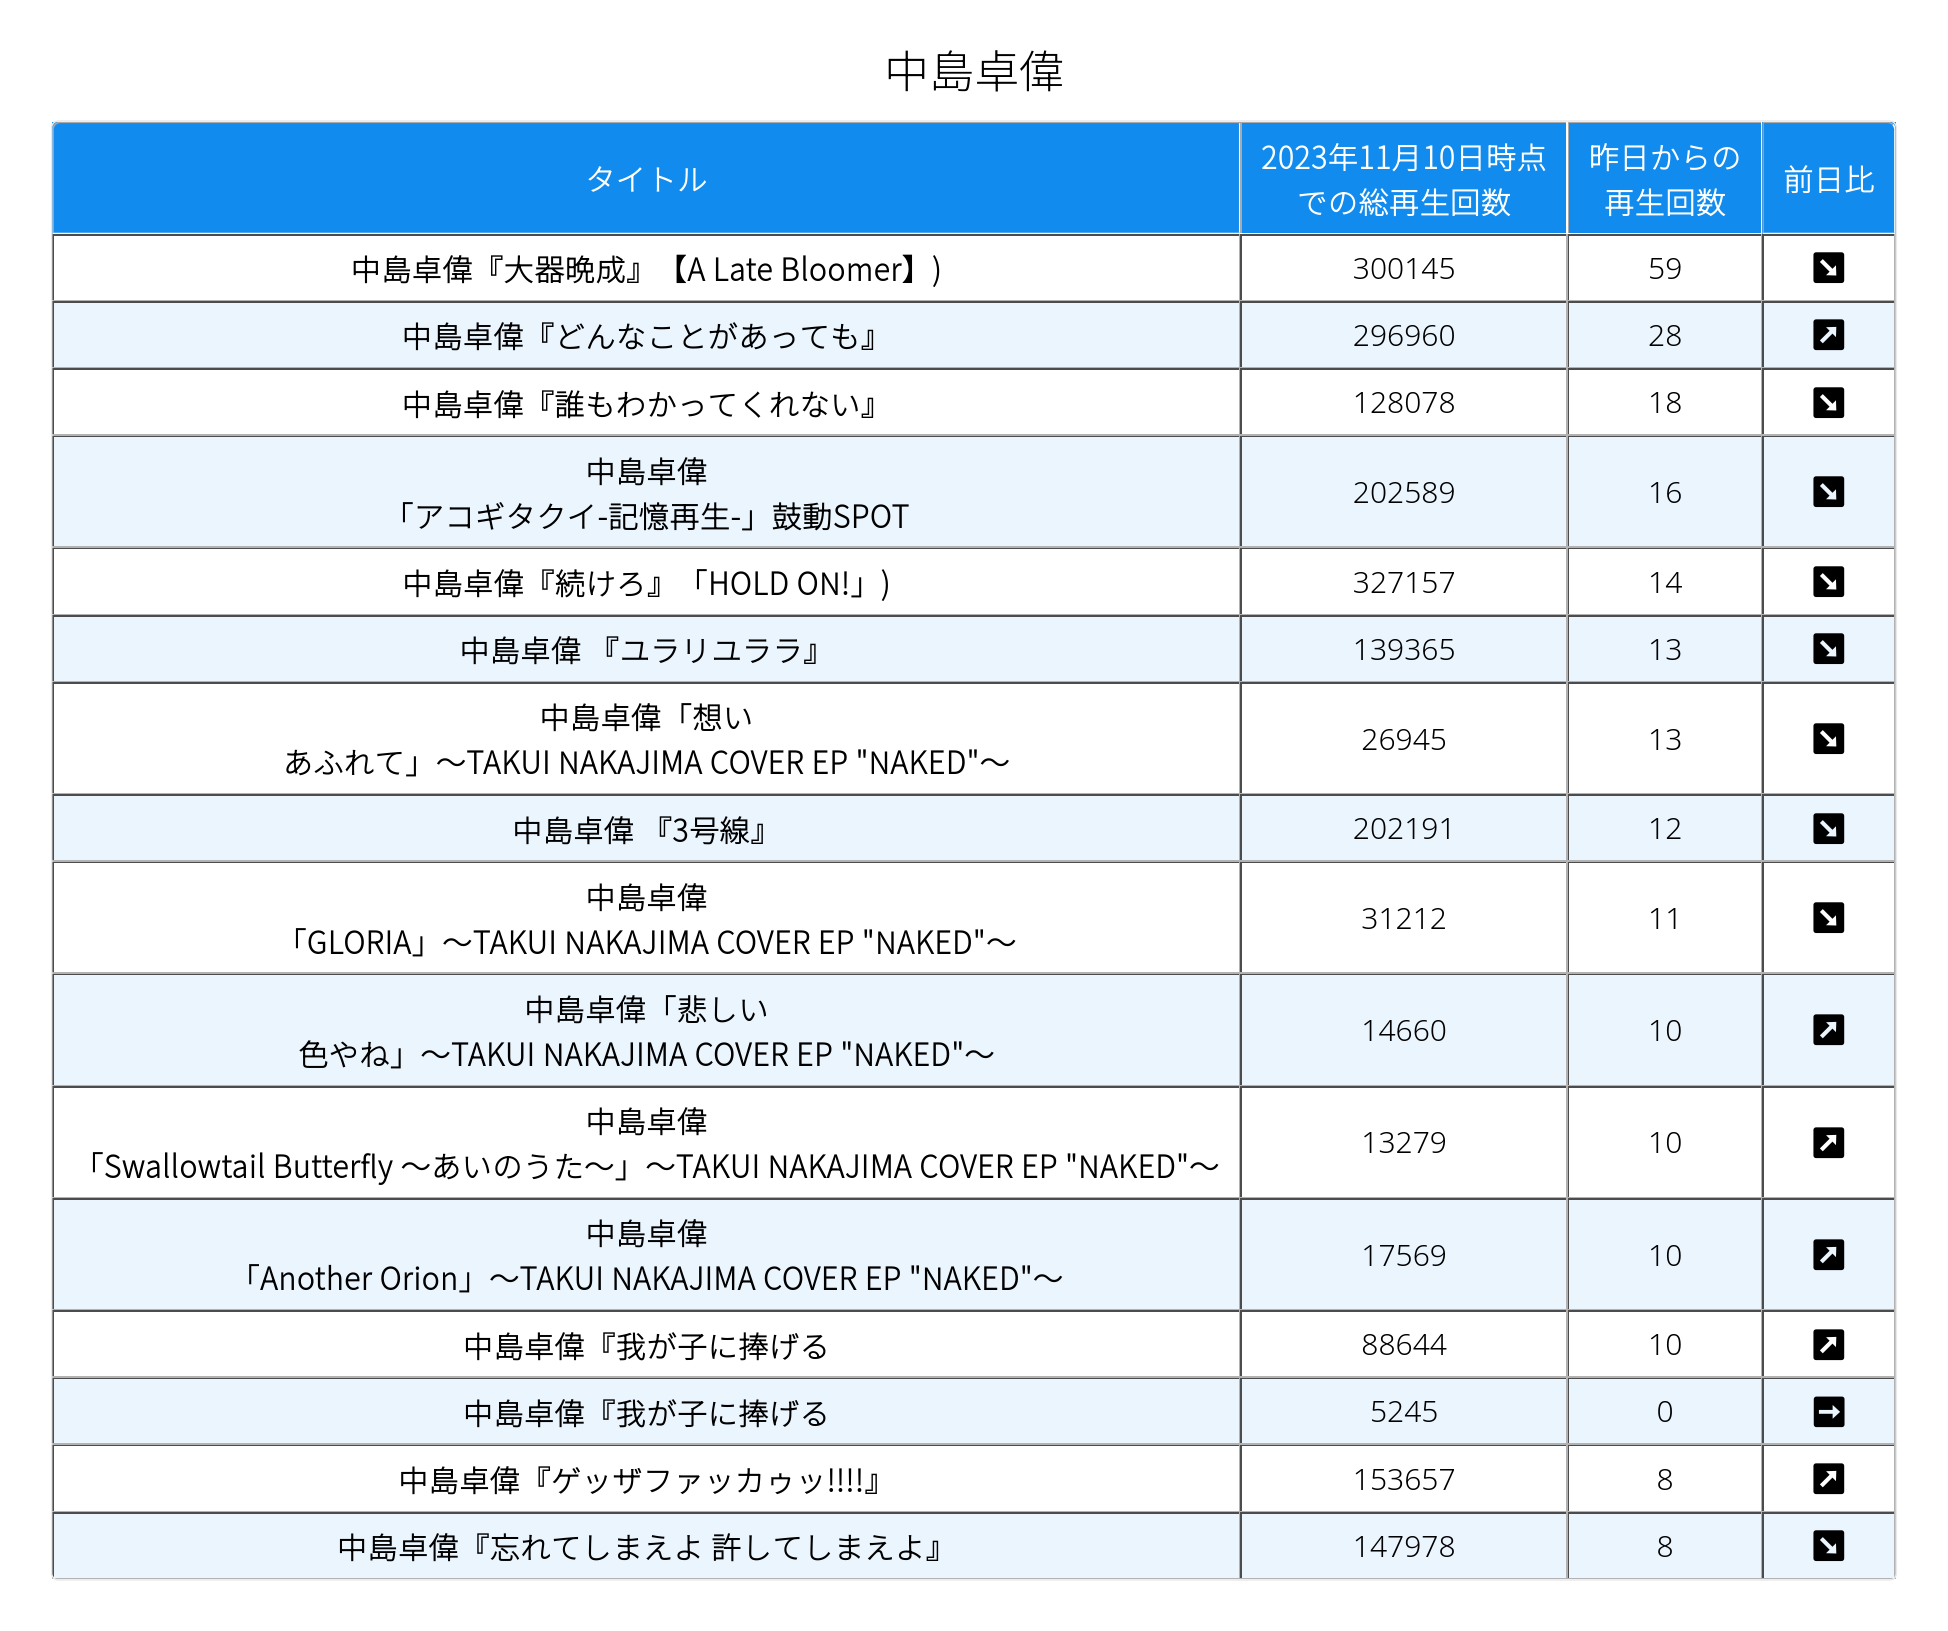 中島卓偉
タイトル
2023年11月10日時点
での総再生回数
昨日からの
再生回数
前日比
中島卓偉『大器晩成』【A Late Bloomer】)
300145
59
中島卓偉『どんなことがあっても』
296960
28
中島卓偉『誰もわかってくれない』
128078
18
中島卓偉
「アコギタクイ-記憶再生-」鼓動SPOT
202589
16
中島卓偉『続けろ』「HOLD ON!」)
327157
14
中島卓偉 『ユラリユララ』
139365
13
中島卓偉「想い
あふれて」～TAKUI NAKAJIMA COVER EP "NAKED"～
26945
13
中島卓偉 『3号線』
202191
12
中島卓偉
「GLORIA」～TAKUI NAKAJIMA COVER EP "NAKED"～
31212
11
中島卓偉「悲しい
色やね」～TAKUI NAKAJIMA COVER EP "NAKED"～
14660
10
中島卓偉
「Swallowtail Butterfly ～あいのうた～」～TAKUI NAKAJIMA COVER EP "NAKED"～
13279
10
中島卓偉
「Another Orion」～TAKUI NAKAJIMA COVER EP "NAKED"～
17569
10
中島卓偉『我が子に捧げる
88644
10
中島卓偉『我が子に捧げる
5245
0
中島卓偉『ゲッザファッカゥッ!!!!』
153657
8
中島卓偉『忘れてしまえよ 許してしまえよ』
147978
8